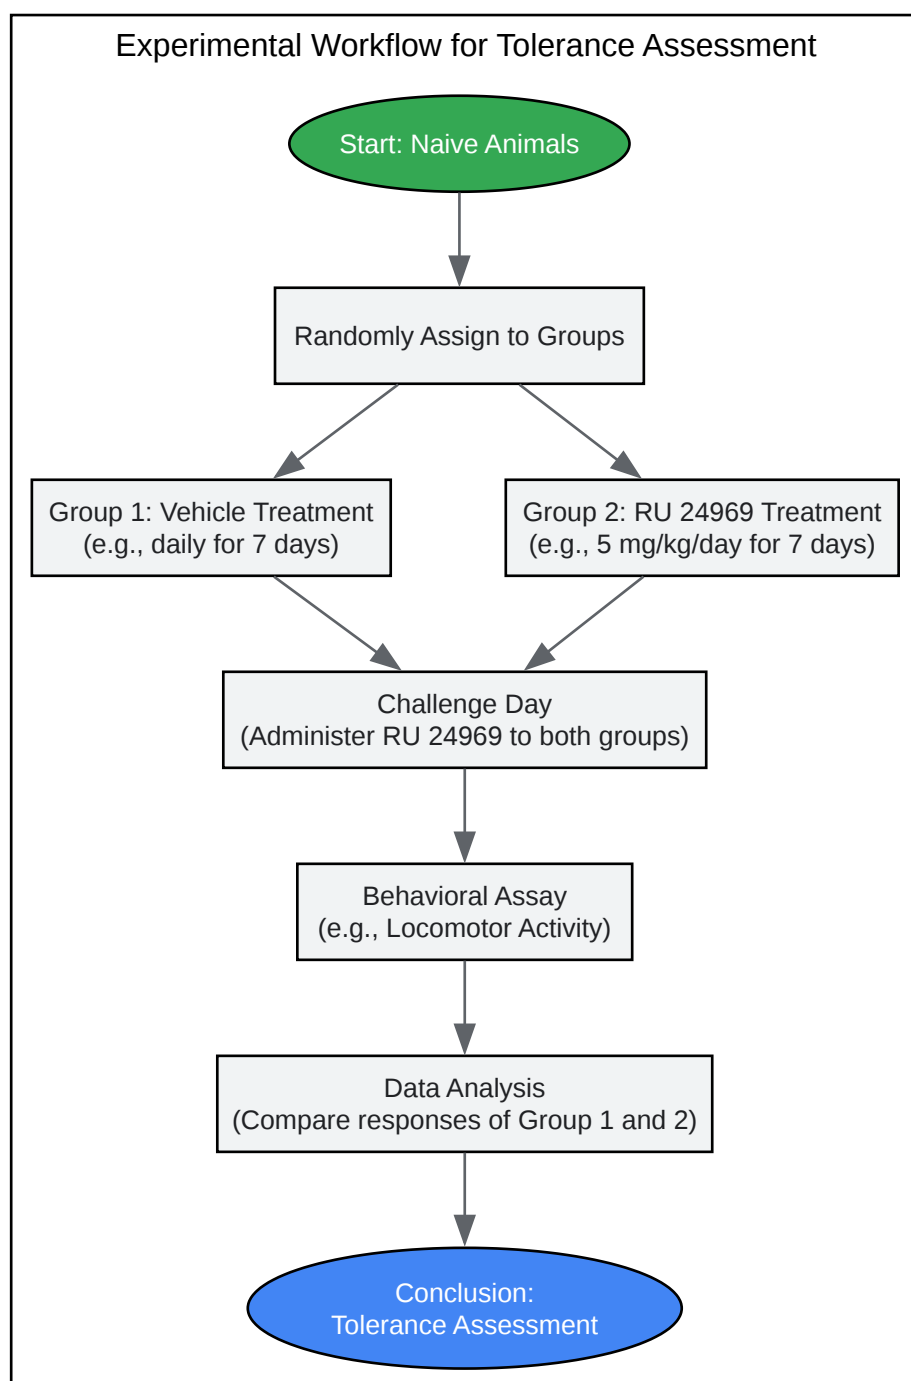 Experimental Workflow for Tolerance Assessment
Start: Naive Animals
Randomly Assign to Groups
Group 1: Vehicle Treatment
(e.g., daily for 7 days)
Group 2: RU 24969 Treatment
(e.g., 5 mg/kg/day for 7 days)
Challenge Day
(Administer RU 24969 to both groups)
Behavioral Assay
(e.g., Locomotor Activity)
Data Analysis
(Compare responses of Group 1 and 2)
Conclusion:
Tolerance Assessment